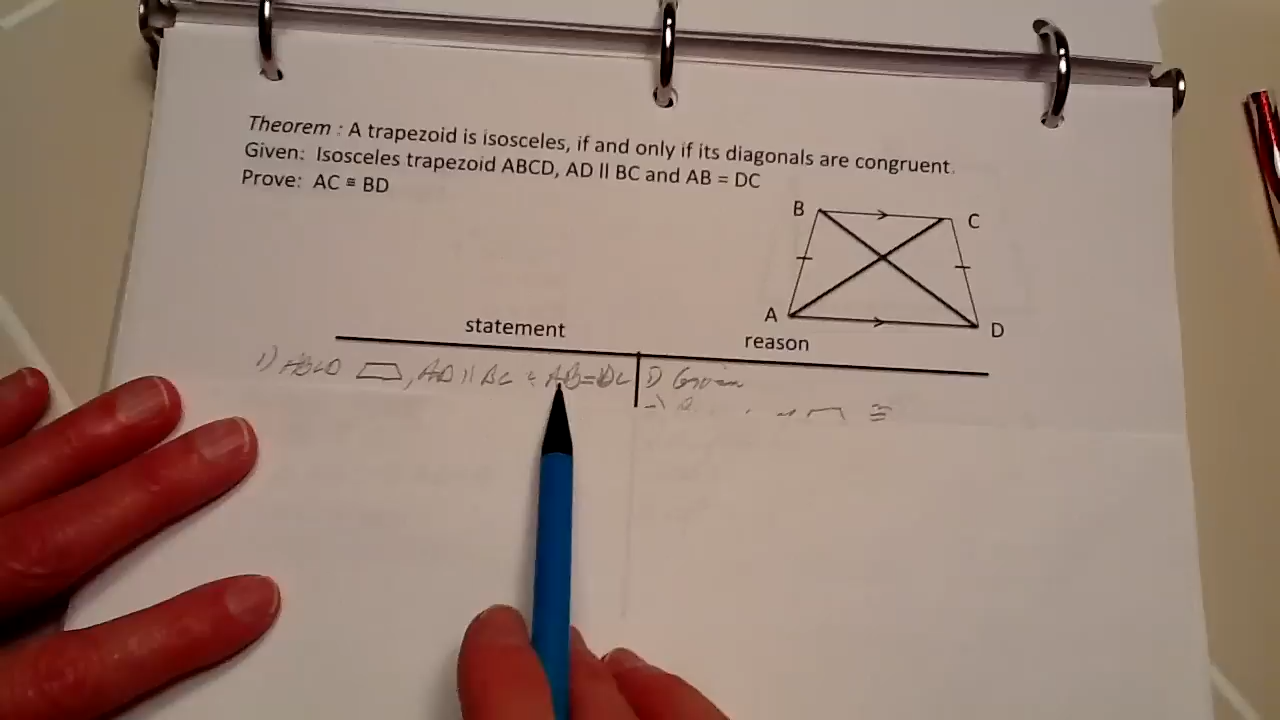 Theorem : A trapezoid is isosceles, if and only if its diagonals are congruent.
Given: Isosceles trapezoid ABCD, AD ll BC and AB = DC
Prove: AC ≅ BD
B
C
A
D
statement
reason
1) ABCD ⏢, AD || BC & AB = DC
1) Given
≅